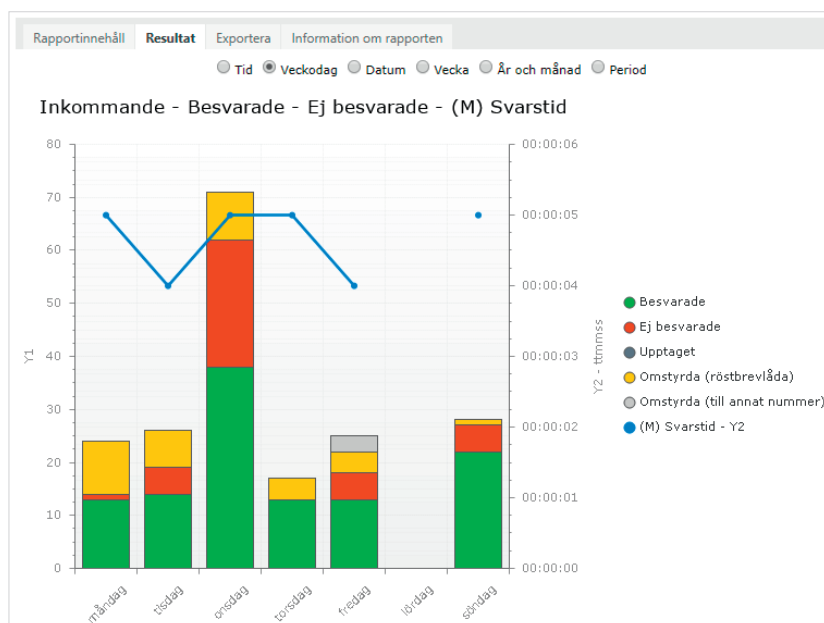 Rapportinnehåll Resultat Exportera Information om rapporten
Tid Veckodag Datum Vecka År och månad Period
Inkommande - Besvarade - Ej besvarade - (M) Svarstid
80 00:00:06
70 00:00:05
60
50 00:00:04
40 00:00:03
30
20 00:00:02
10 00:00:01
0 00:00:00
Y1
Y2 - ttmmss
måndag tisdag onsdag torsdag fredag lördag söndag
Besvarade
Ej besvarade
Upptaget
Omstyrda (röstbrevlåda)
Omstyrda (till annat nummer)
(M) Svarstid - Y2